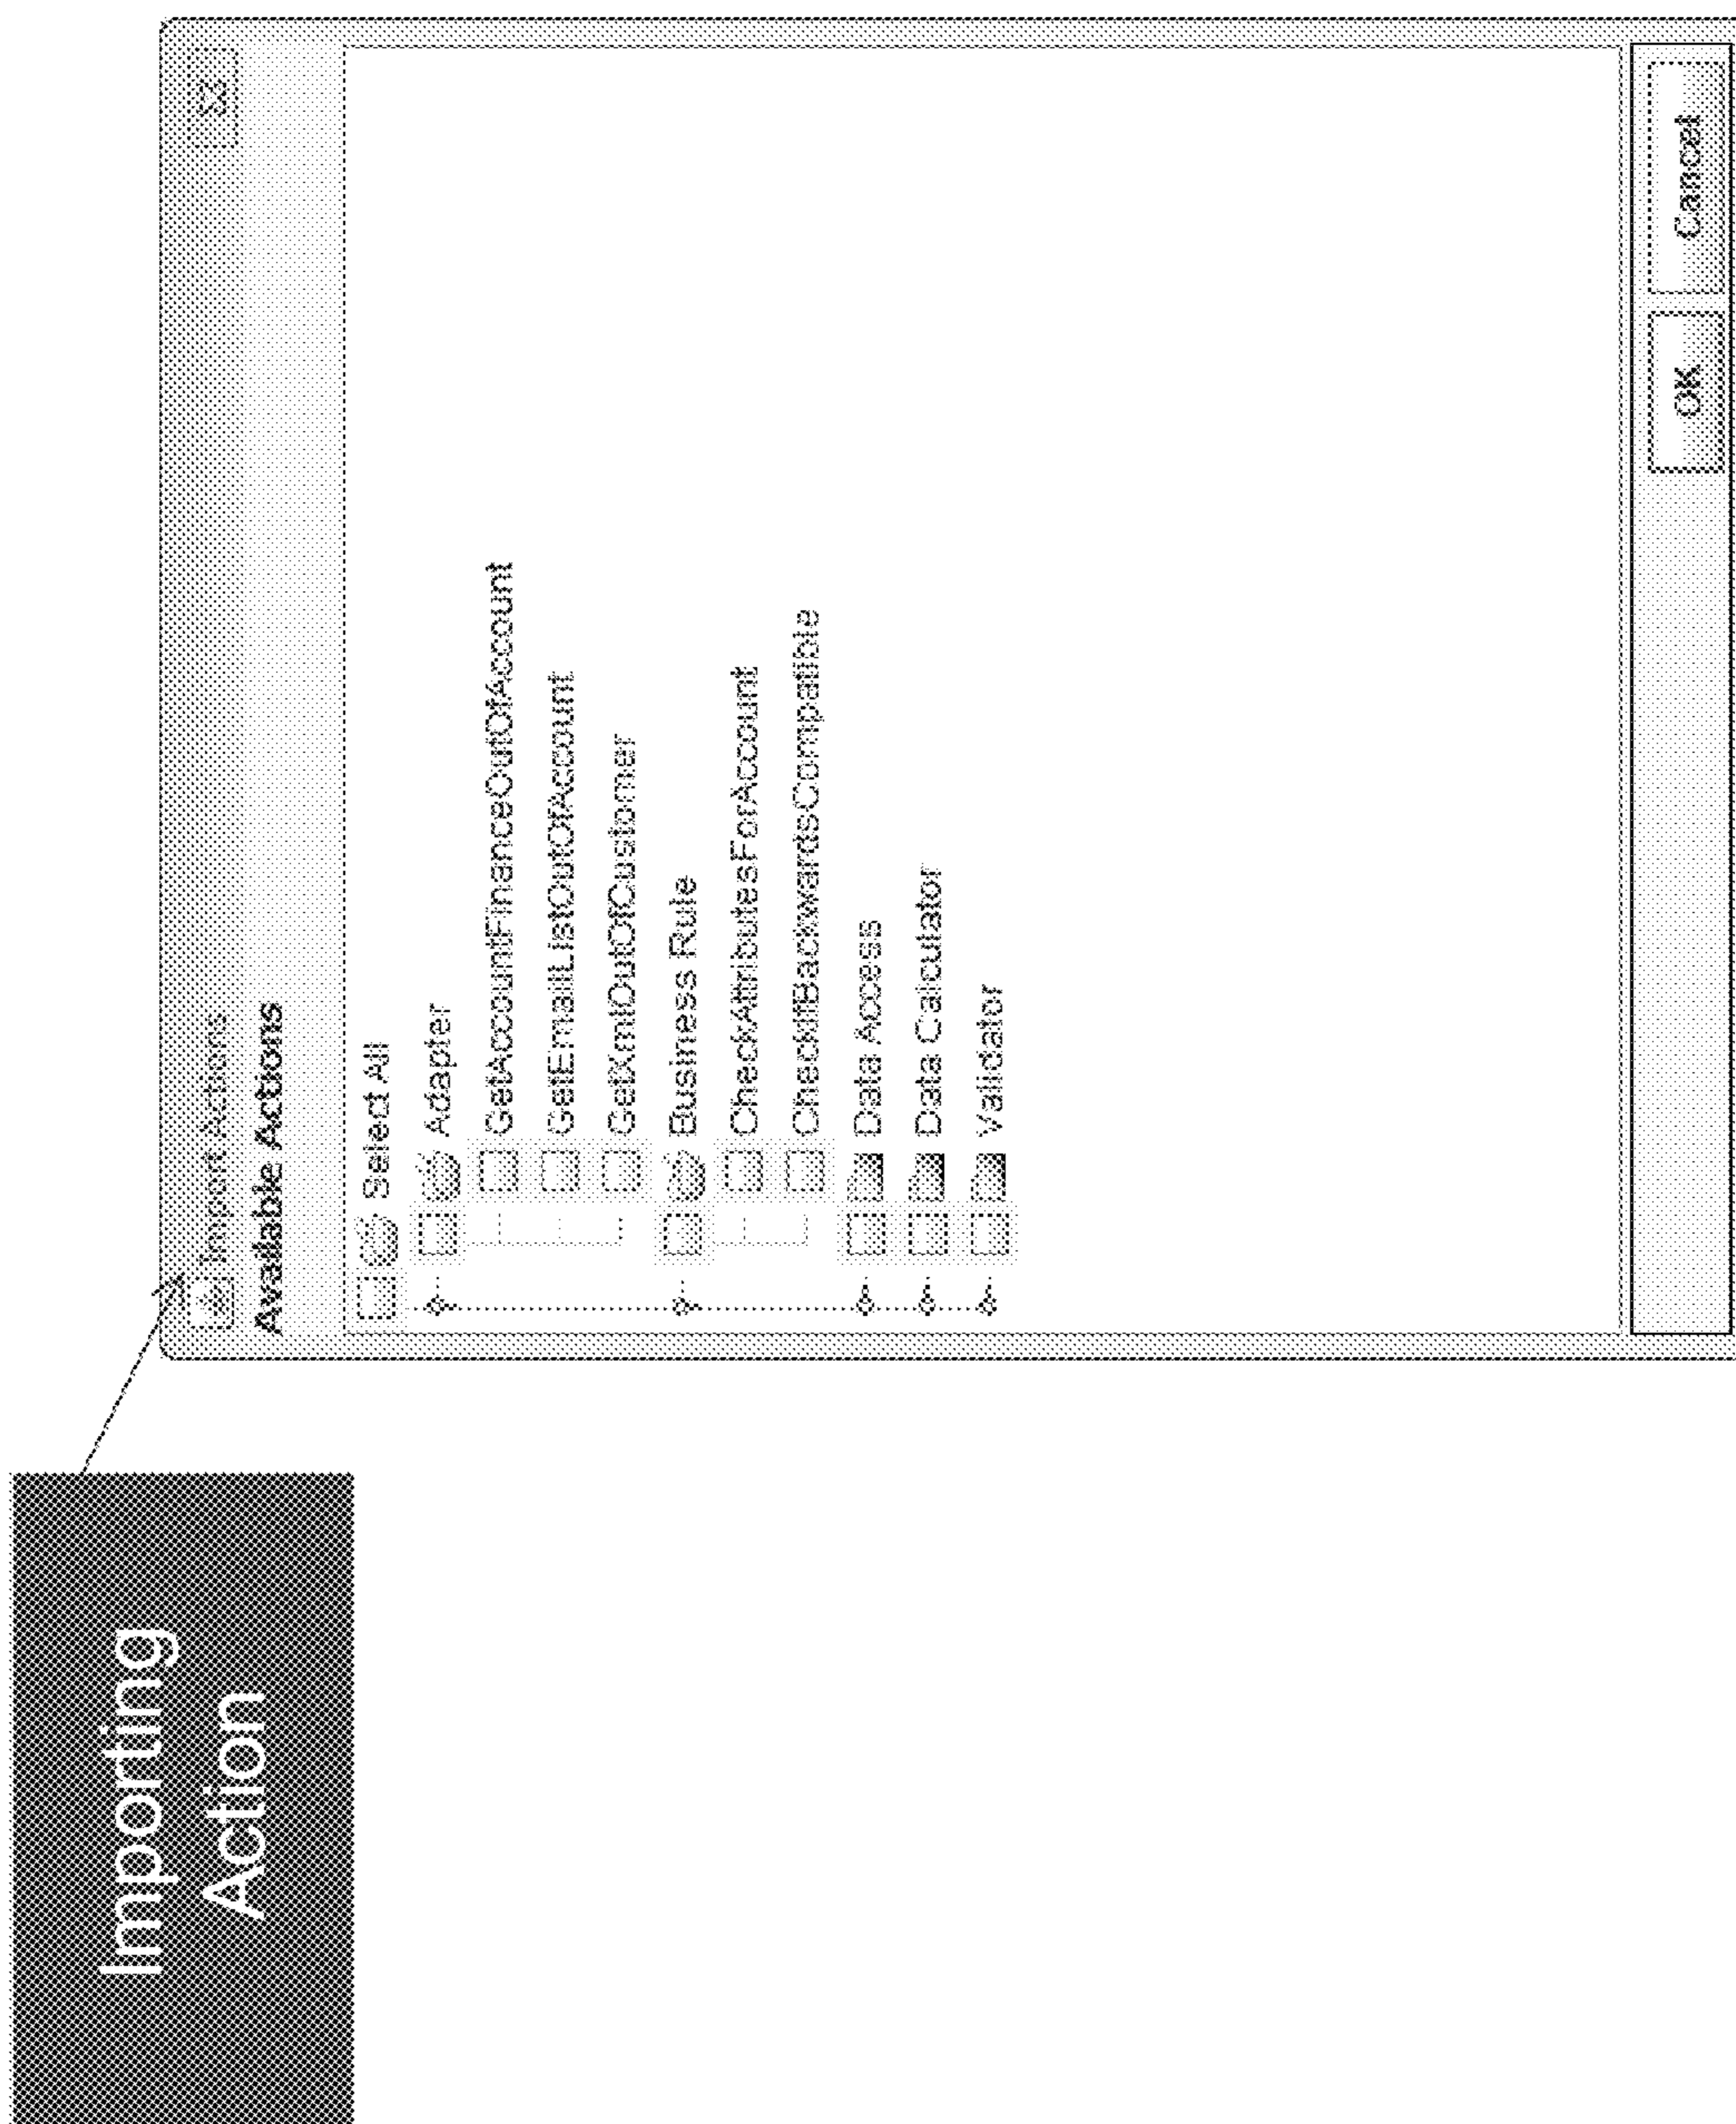 Importing
Action
Import Actions
Available Actions
Select All
Adapter
GetAccountFinanceOutOfAccount
GetEmailListOutOfAccount
GetXmlOutOfCustomer
Business Rule
CheckAttributesForAccount
CheckIfBackwardsCompatible
Data Access
Data Calculator
Validator
OK
Cancel